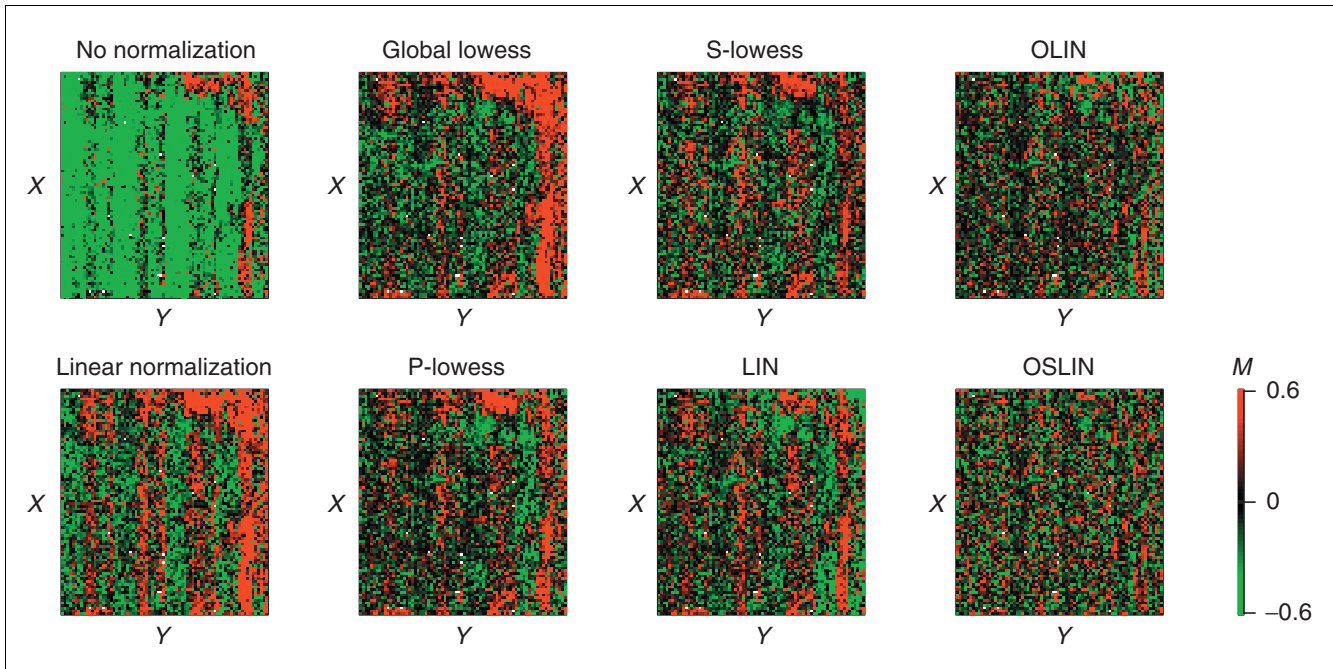 No normalization
Global lowess
S-lowess
OLIN
X
X
X
X
Y
Y
Y
Y
Linear normalization
P-lowess
LIN
OSLIN
M
0.6
0
–0.6
X
X
X
X
Y
Y
Y
Y